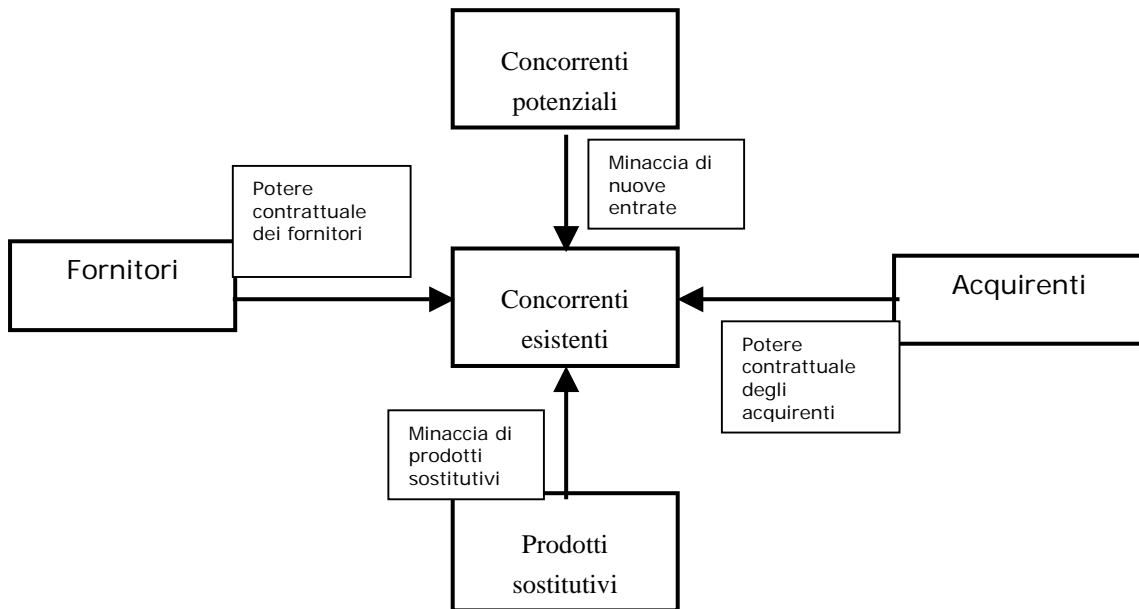 Concorrenti
potenziali
Minaccia di
nuove
entrate
Potere
contrattuale
dei fornitori
Fornitori
Concorrenti
esistenti
Acquirenti
Potere
contrattuale
degli
acquirenti
Minaccia di
prodotti
sostitutivi
Prodotti
sostitutivi